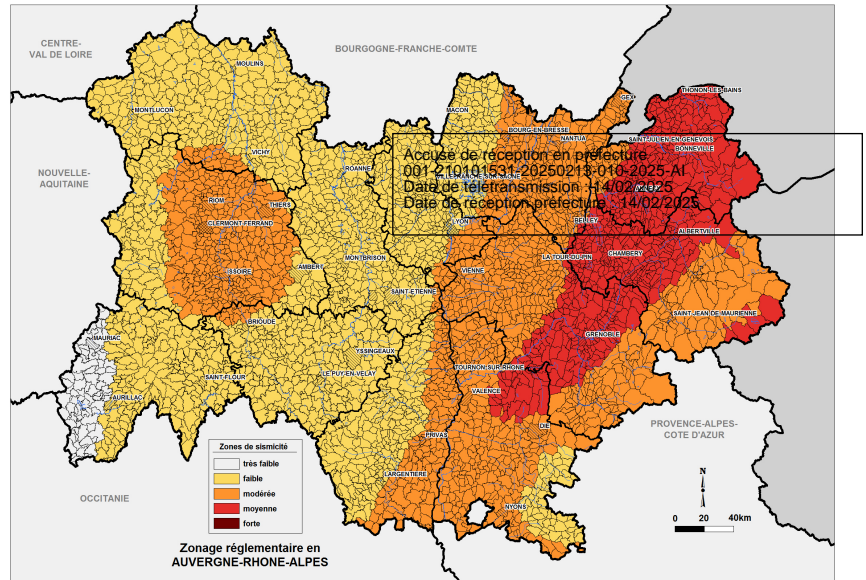 CENTRE-
VAL DE LOIRE
BOURGOGNE-FRANCHE-COMTE
MOULINS
THONON-LES-BAINS
GEX
MONTLUCON
MACON
BOURG-EN-BRESSE
NANTUA
SAINT-JULIEN-EN-GENEVOIS
BONNEVILLE
VICHY
Accusé de réception en préfecture
ROANNE
NOUVELLE-
AQUITAINE
VILLEFRANCHE-SUR-SAONE
Date de télétransmission : 14/02/2025
RIOM
THIERS
Date de réception préfecture : 14/02/2025
CLERMONT-FERRAND
LYON
BELLEY
ALBERTVILLE
CHAMBERY
MONTBRISON
LA-TOUR-DU-PIN
AMBERT
ISSOIRE
VIENNE
SAINT-ETIENNE
SAINT-JEAN-DE-MAURIENNE
BRIOUDE
GRENOBLE
MAURIAC
YSSINGEAUX
TOURNON-SUR-RHONE
LE-PUY-EN-VELAY
SAINT-FLOUR
VALENCE
AURILLAC
PROVENCE-ALPES-
COTE D'AZUR
DIE
PRIVAS
Zones de sismicité
très faible
faible
modérée
moyenne
forte
LARGENTIERE
N
OCCITANIE
NYONS
0 20 40km
Zonage réglementaire en
AUVERGNE-RHONE-ALPES